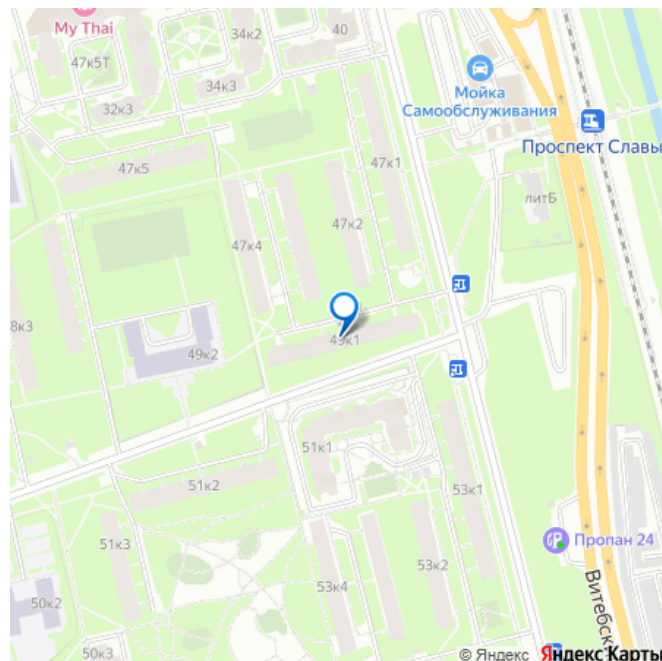 My Thai
34к2
40
47к5Т
34к3
32к3
Мойка
Самообслуживания
Проспект Славы
47к1
47к5
литБ
47к2
47к4
8к3
49к1
49к2
51к1
51к2
53к1
51к3
Пропан 24
53к2
53к4
50к2
Витебск
50к3
© Яндекс Яндекс Карты